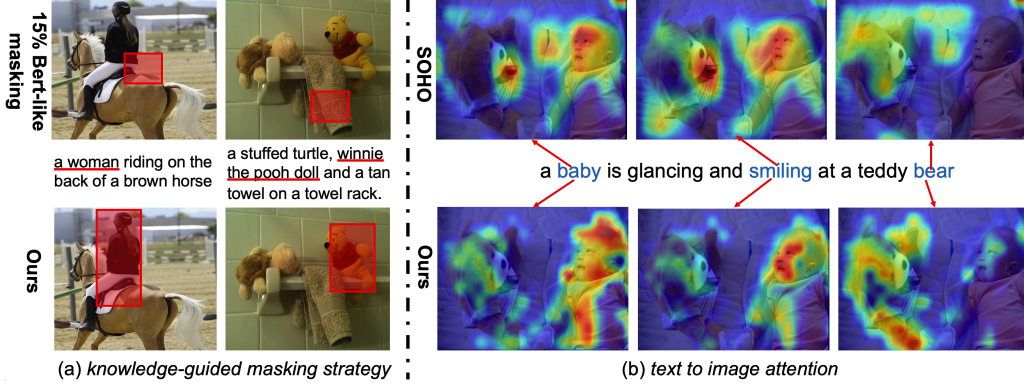 15% Bert-like
masking
a woman riding on the
back of a brown horse
a stuffed turtle, winnie
the pooh doll and a tan
towel on a towel rack.
Ours
(a) knowledge-guided masking strategy
SOHO
a baby is glancing and smiling at a teddy bear
Ours
(b) text to image attention